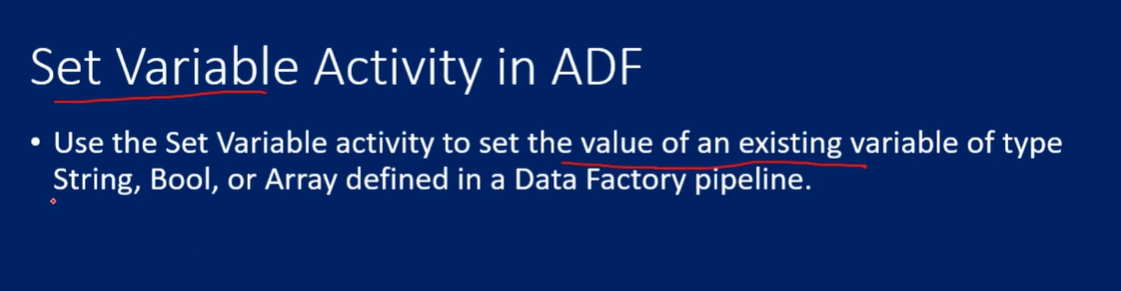 Set Variable Activity in ADF
• Use the Set Variable activity to set the value of an existing variable of type
String, Bool, or Array defined in a Data Factory pipeline.